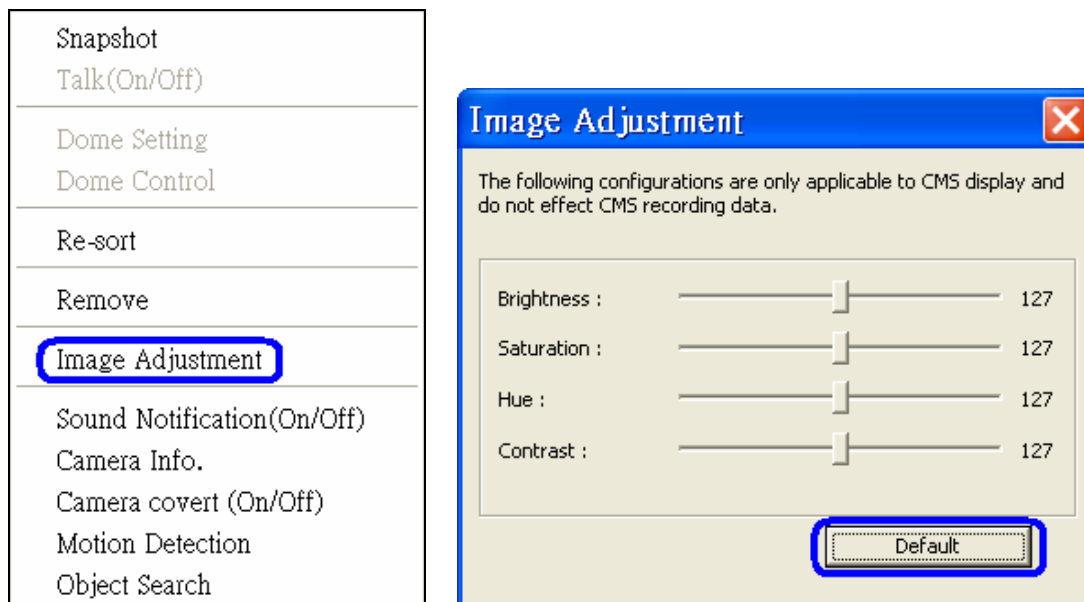 Snapshot
Talk(On/Off)
Dome Setting
Dome Control
Re-sort
Remove
Image Adjustment
Sound Notification(On/Off)
Camera Info.
Camera covert (On/Off)
Motion Detection
Object Search
Image Adjustment
The following configurations are only applicable to CMS display and
do not effect CMS recording data.
Brightness : 127
Saturation : 127
Hue : 127
Contrast : 127
Default